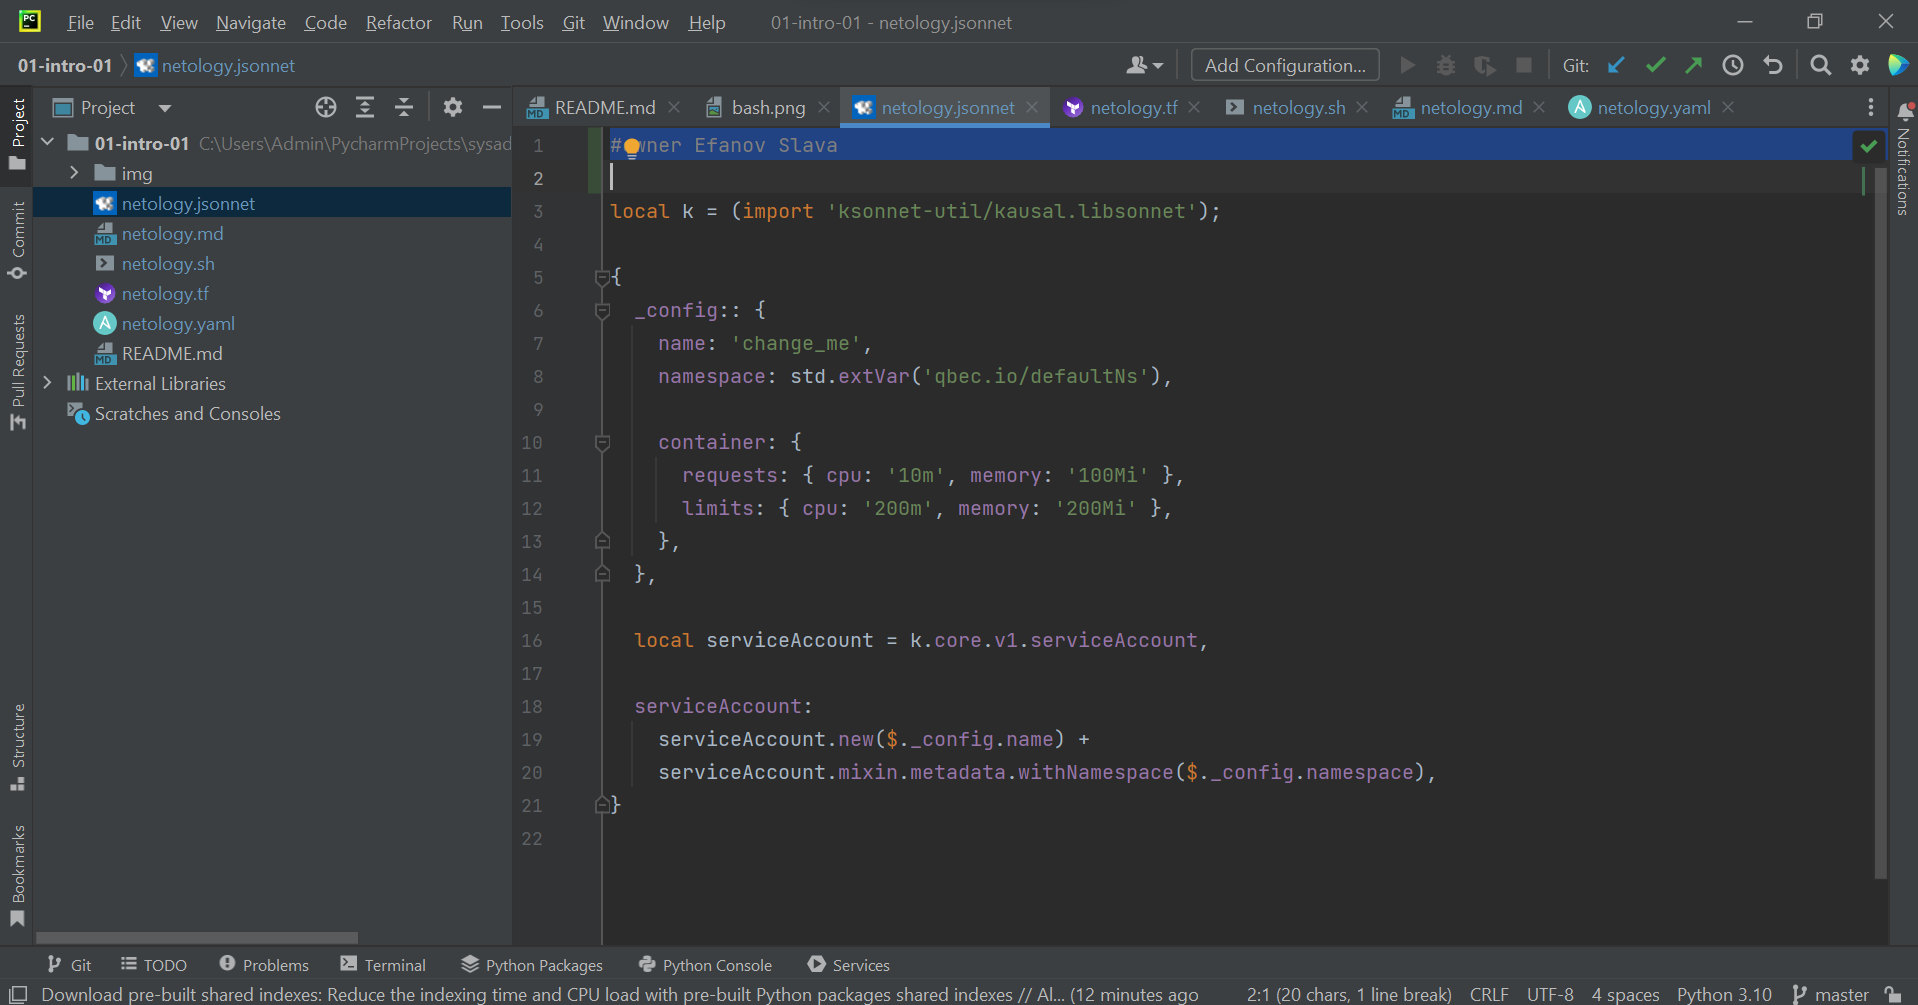 PC
File Edit View Navigate Code Refactor Run Tools Git Window Help 01-intro-01 - netology.jsonnet
01-intro-01 netology.jsonnet Add Configuration... Git:
Project
README.md bash.png netology.jsonnet netology.tf netology.sh netology.md netology.yaml
01-intro-01 C:\Users\Admin\PycharmProjects\sysad
img
netology.jsonnet
netology.md
netology.sh
netology.tf
netology.yaml
README.md
External Libraries
Scratches and Consoles
Project
Commit
Pull Requests
Structure
Bookmarks
Notifications
1 # wner Efanov Slava
2
3 local k = (import 'ksonnet-util/kausal.libsonnet');
4
5 {
6 _config:: {
7 name: 'change_me',
8 namespace: std.extVar('qbec.io/defaultNs'),
9
10 container: {
11 requests: { cpu: '10m', memory: '100Mi' },
12 limits: { cpu: '200m', memory: '200Mi' },
13 },
14 },
15
16 local serviceAccount = k.core.v1.serviceAccount,
17
18 serviceAccount:
19 serviceAccount.new($._config.name) +
20 serviceAccount.mixin.metadata.withNamespace($._config.namespace),
21 }
22
Git TODO Problems Terminal Python Packages Python Console Services
Download pre-built shared indexes: Reduce the indexing time and CPU load with pre-built Python packages shared indexes // Al... (12 minutes ago 2:1 (20 chars, 1 line break) CRLF UTF-8 4 spaces Python 3.10 master